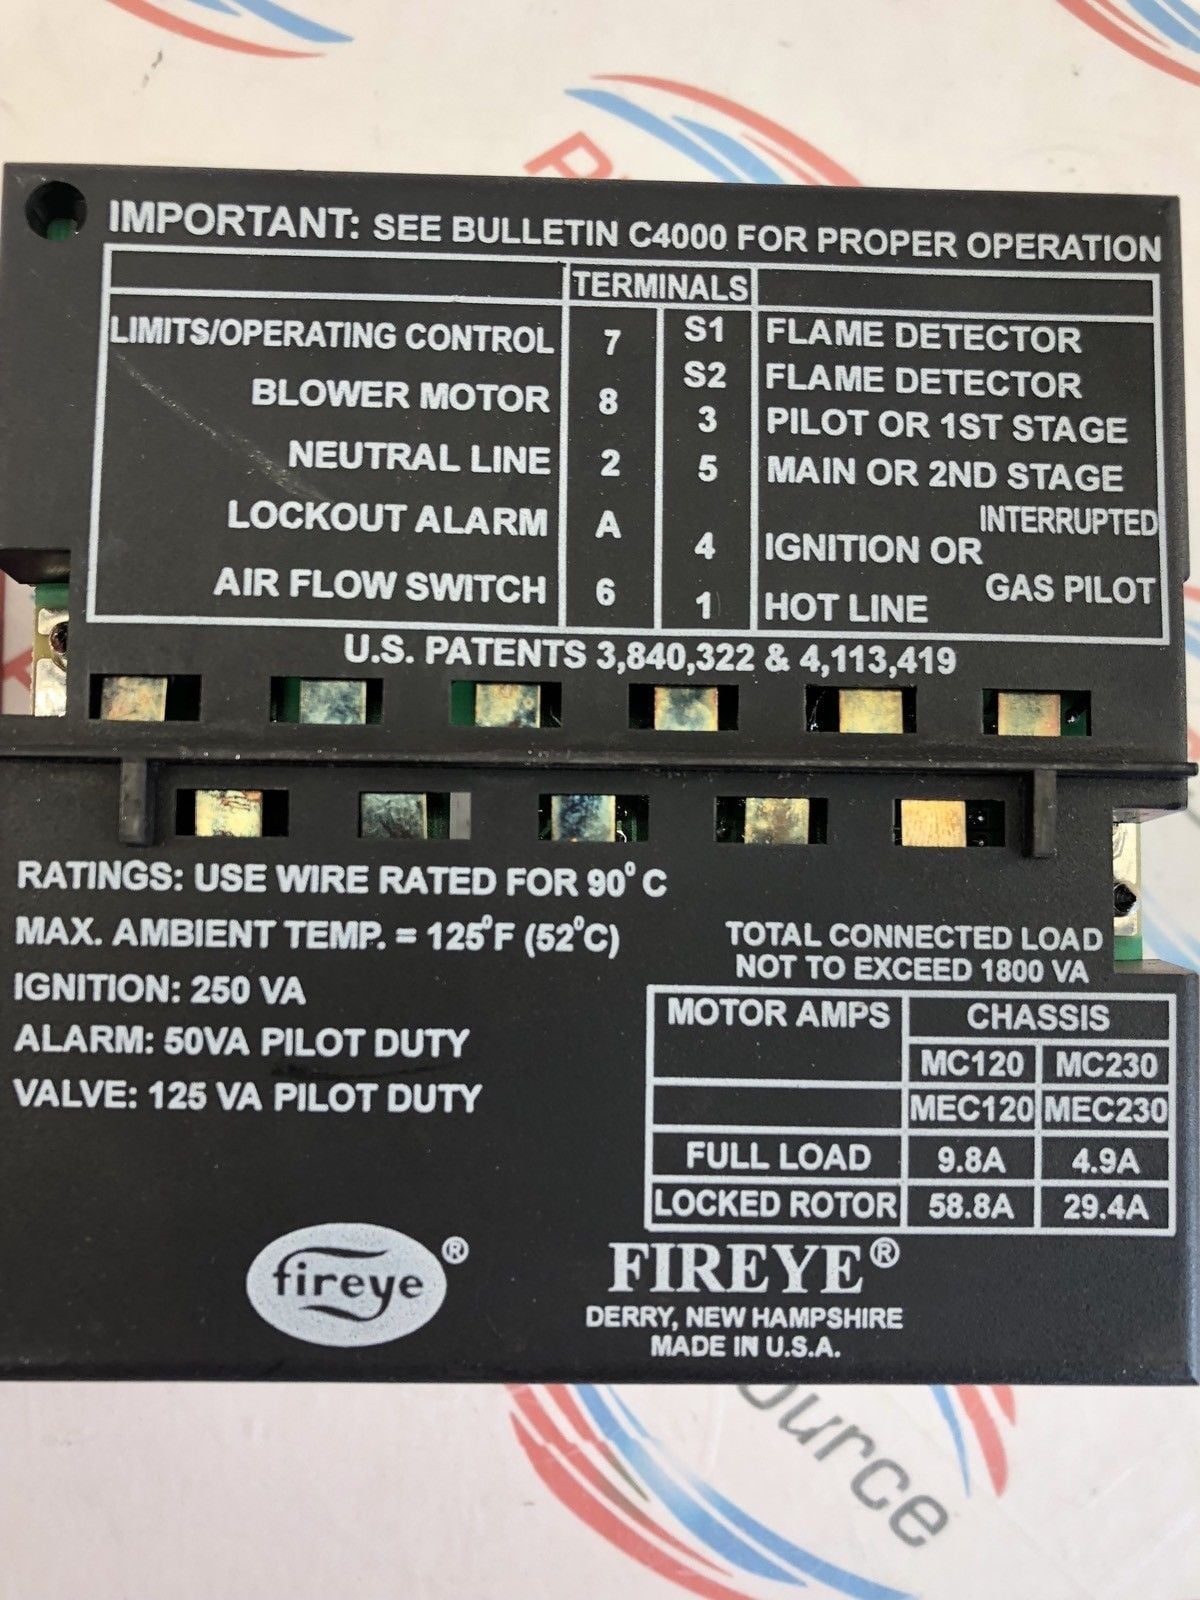 IMPORTANT: SEE BULLETIN C4000 FOR PROPER OPERATION
TERMINALS
LIMITS/OPERATING CONTROL 7 S1 FLAME DETECTOR
BLOWER MOTOR 8 S2 FLAME DETECTOR
3 PILOT OR 1ST STAGE
NEUTRAL LINE 2 5 MAIN OR 2ND STAGE
LOCKOUT ALARM A 4 IGNITION OR INTERRUPTED GAS PILOT
AIR FLOW SWITCH 6 1 HOT LINE
U.S. PATENTS 3,840,322 & 4,113,419
RATINGS: USE WIRE RATED FOR 90° C
MAX. AMBIENT TEMP. = 125°F (52°C)
IGNITION: 250 VA
ALARM: 50VA PILOT DUTY
VALVE: 125 VA PILOT DUTY
TOTAL CONNECTED LOAD
NOT TO EXCEED 1800 VA
MOTOR AMPS CHASSIS
MC120 MC230
MEC120 MEC230
FULL LOAD 9.8A 4.9A
LOCKED ROTOR 58.8A 29.4A
fireye®
FIREYE®
DERRY, NEW HAMPSHIRE
MADE IN U.S.A.